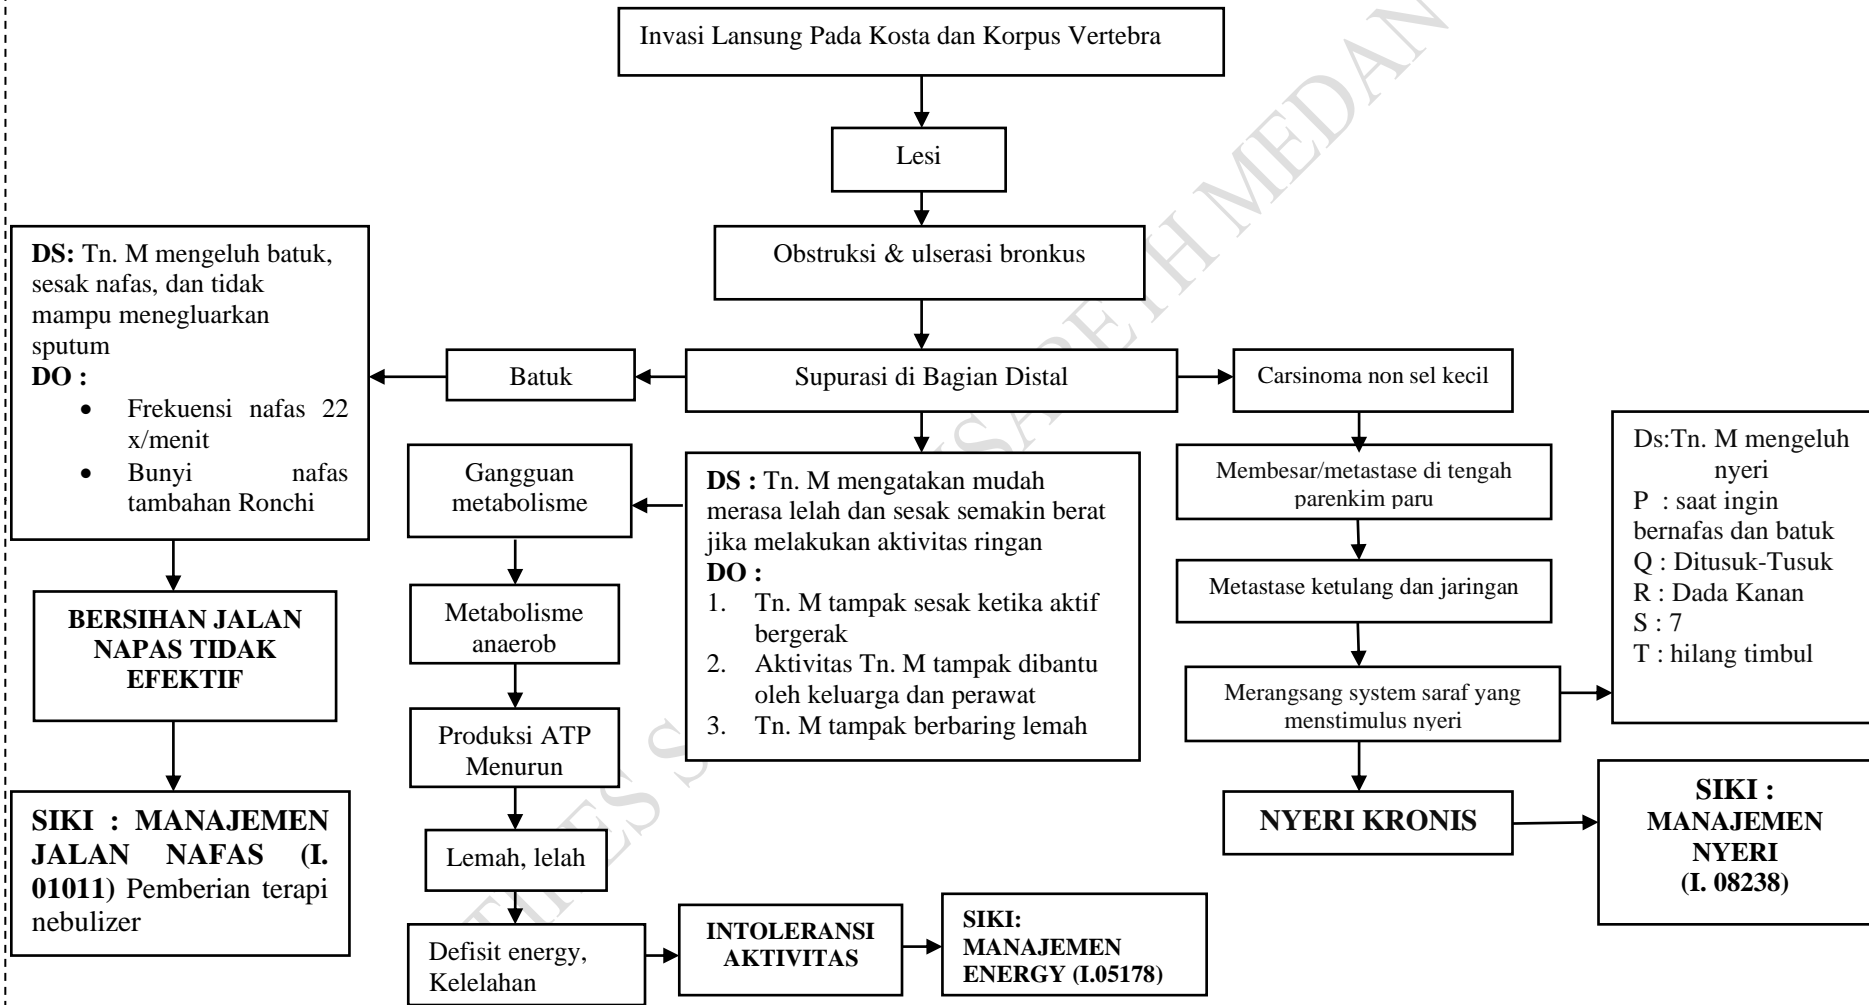 Invasi Lansung Pada Kosta dan Korpus Vertebra
Lesi
Obstruksi & ulserasi bronkus
DS: Tn. M mengeluh batuk,
sesak nafas, dan tidak
mampu menegluarkan
sputum
DO :
• Frekuensi nafas 22
x/menit
• Bunyi nafas
tambahan Ronchi
Batuk
Supurasi di Bagian Distal
Carsinoma non sel kecil
Gangguan
metabolisme
DS : Tn. M mengatakan mudah
merasa lelah dan sesak semakin berat
jika melakukan aktivitas ringan
DO :
1. Tn. M tampak sesak ketika aktif
bergerak
2. Aktivitas Tn. M tampak dibantu
oleh keluarga dan perawat
3. Tn. M tampak berbaring lemah
Membesar/metastase di tengah
parenkim paru
Ds:Tn. M mengeluh
nyeri
P : saat ingin
bernafas dan batuk
Q : Ditusuk-Tusuk
R : Dada Kanan
S : 7
T : hilang timbul
Metastase ketulang dan jaringan
BERSIHAN JALAN
NAPAS TIDAK
EFEKTIF
Metabolisme
anaerob
Merangsang system saraf yang
menstimulus nyeri
Produksi ATP
Menurun
SIKI : MANAJEMEN
JALAN NAFAS (I.
01011) Pemberian terapi
nebulizer
Lemah, lelah
NYERI KRONIS
SIKI :
MANAJEMEN
NYERI
(I. 08238)
Defisit energy,
Kelelahan
INTOLERANSI
AKTIVITAS
SIKI:
MANAJEMEN
ENERGY (I.05178)
MEDAN